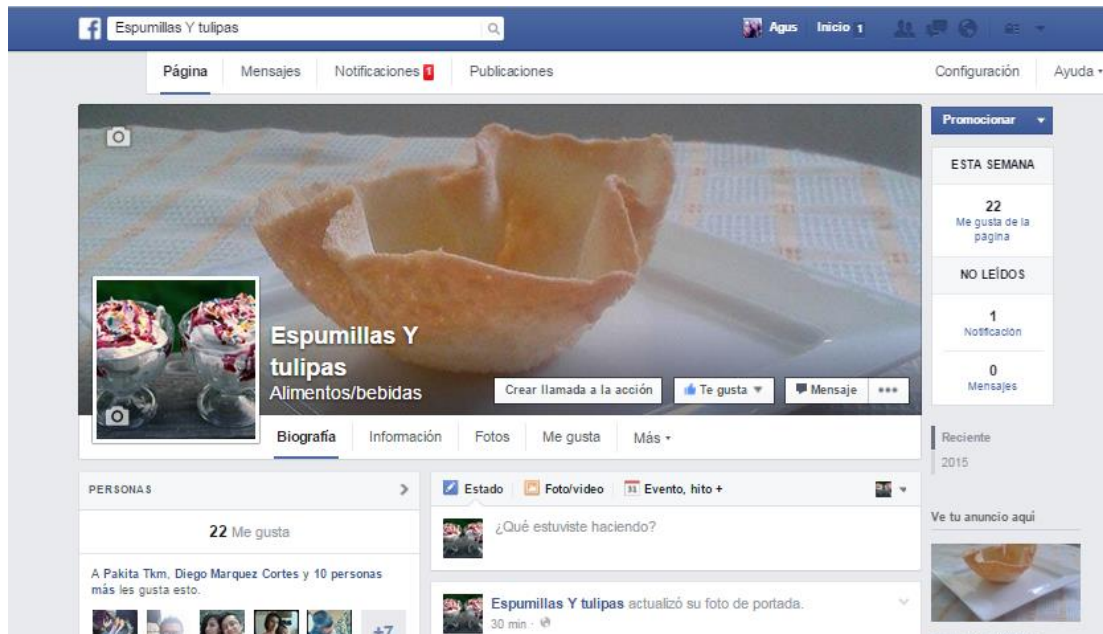 f Espumillas Y tulipas Agus Inicio 1
Página Mensajes Notificaciones 1 Publicaciones Configuración Ayuda
Promocionar
ESTA SEMANA
22
Me gusta de la
página
NO LEÍDOS
1
Notificación
0
Mensajes
Espumillas Y
tulipas
Alimentos/bebidas
Crear llamada a la acción Te gusta Mensaje •••
Biografía Información Fotos Me gusta Más
Reciente
2015
PERSONAS
22 Me gusta
A Pakita Tkm, Diego Marquez Cortes y 10 personas
más les gusta esto.
+7
Estado Foto/video 31 Evento, hito +
¿Qué estuviste haciendo?
Espumillas Y tulipas actualizó su foto de portada.
30 min ·
Ve tu anuncio aquí